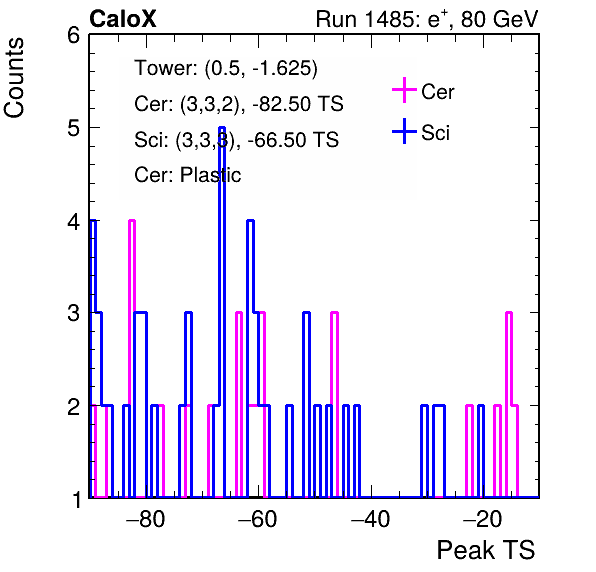 CaloX Run 1485: e+, 80 GeV
Counts
Tower: (0.5, -1.625)
Cer: (3,3,2), -82.50 TS
Sci: (3,3,3), -66.50 TS
Cer: Plastic
Cer
Sci
6
5
4
3
2
1
−80 −60 −40 −20
Peak TS